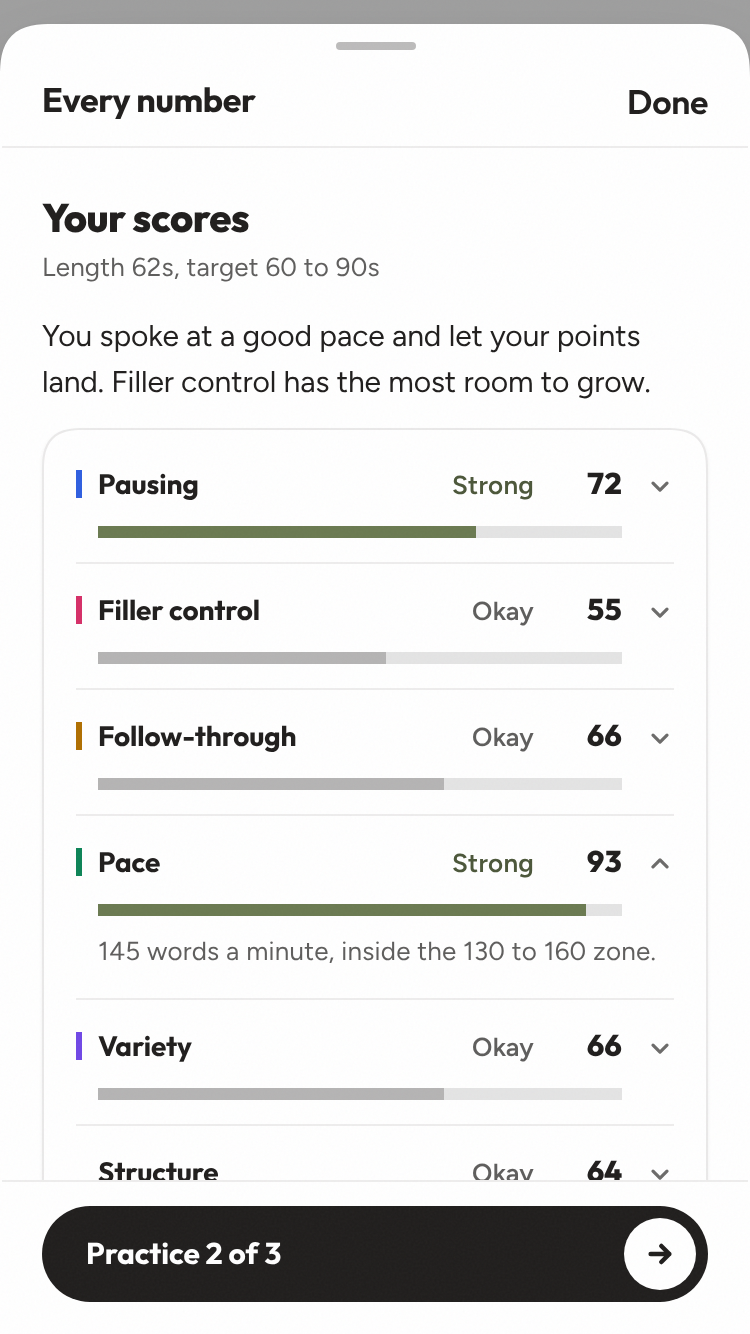 Every number
Done
Your scores
Length 62s, target 60 to 90s
You spoke at a good pace and let your points
land. Filler control has the most room to grow.
Pausing Strong 72
Filler control Okay 55
Follow-through Okay 66
Pace Strong 93
145 words a minute, inside the 130 to 160 zone.
Variety Okay 66
Structure Okay 64
Practice 2 of 3